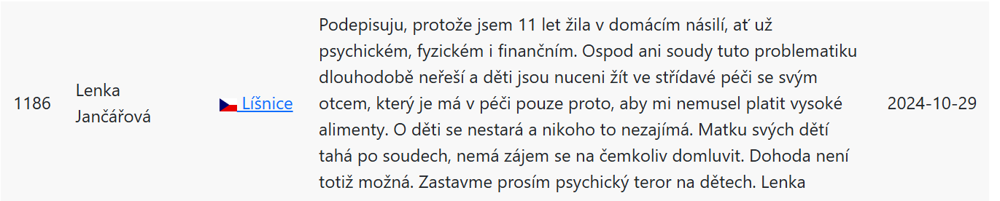 Podepisuju, protože jsem 11 let žila v domácím násilí, ať už
psychickém, fyzickém i finančním. Ospod ani soudy tuto problematiku
dlouhodobě neřeší a děti jsou nuceni žít ve střídavé péči se svým
1186 Lenka Jančářová Líšnice otcem, který je má v péči pouze proto, aby mi nemusel platit vysoké 2024-10-29
alimenty. O děti se nestará a nikoho to nezajímá. Matku svých dětí
tahá po soudech, nemá zájem se na čemkoliv domluvit. Dohoda není
totiž možná. Zastavme prosím psychický teror na dětech. Lenka